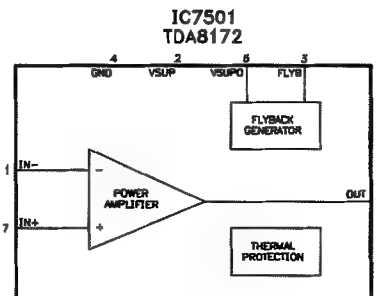 IC7501
TDA8172
4 2 6 3
GND VSUP VSUPO FLYB
FLYBACK
GENERATOR
1 IN-
-
POWER
AMPLIFIER
OUT
7 IN+
+
THERMAL
PROTECTION